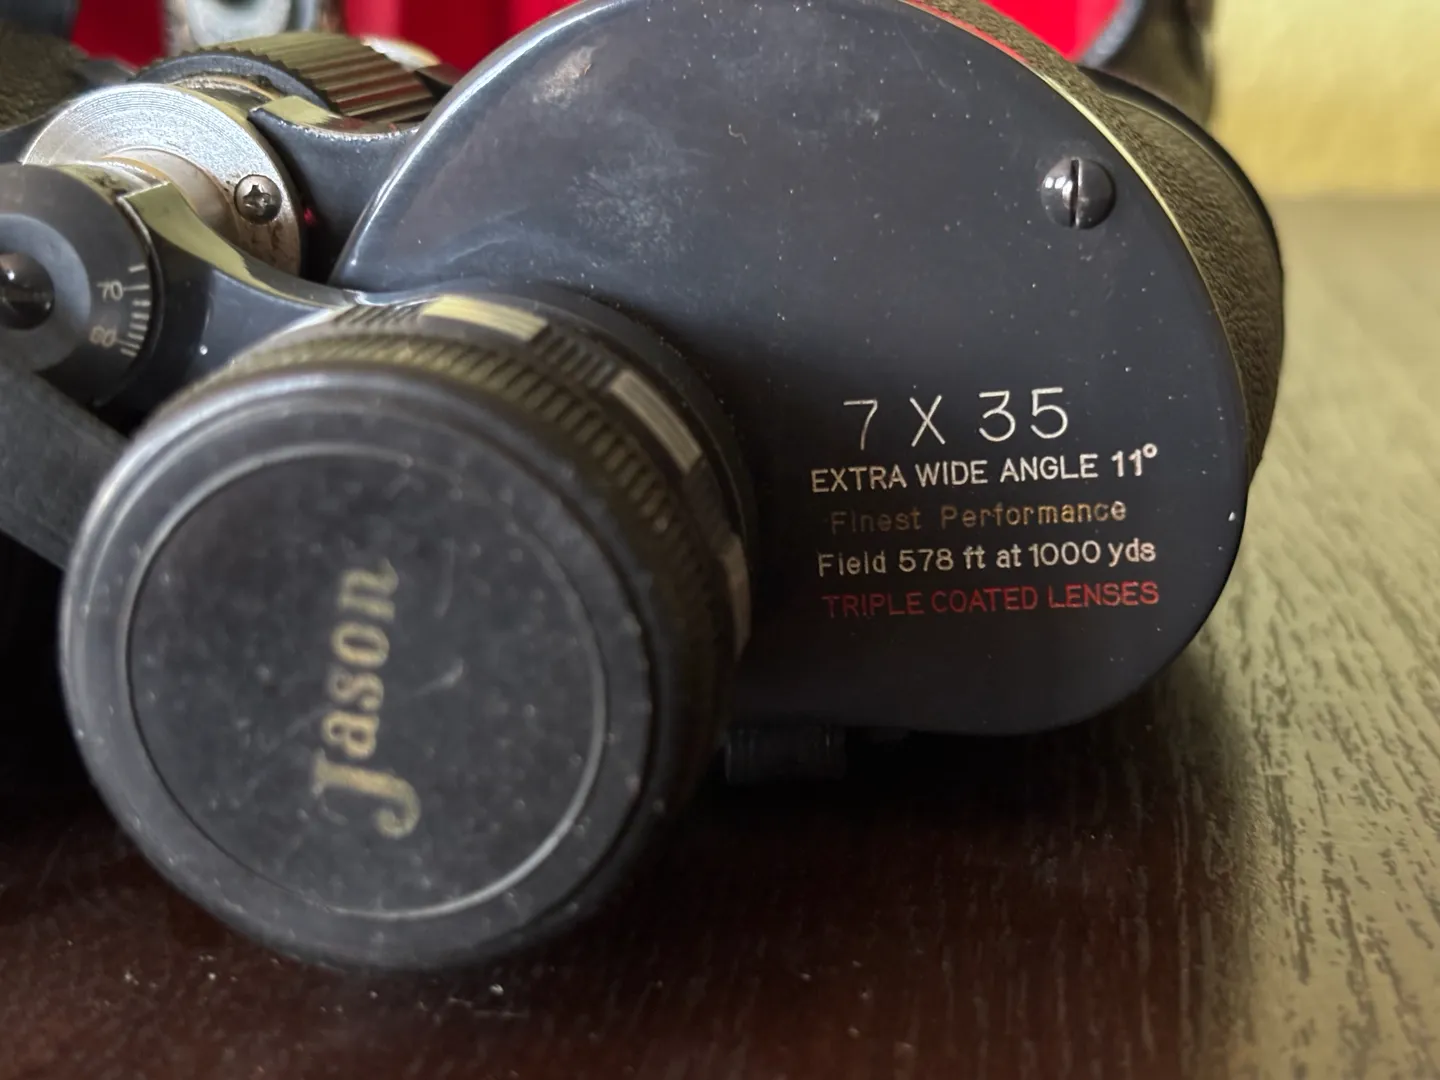 70
60
7 X 35
EXTRA WIDE ANGLE 11°
Finest Performance
Field 578 ft at 1000 yds
TRIPLE COATED LENSES
Jason